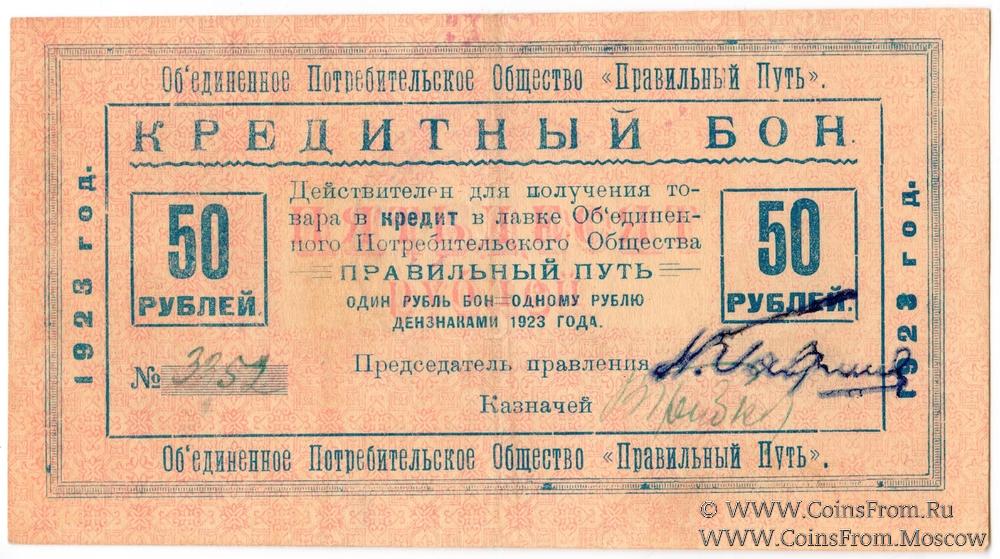 Об'единенное Потребительское Общество «Правильный Путь».
КРЕДИТНЫЙ БОН.
1923 год.
50
РУБЛЕЙ.
Действителен для получения то-
вара в кредит в лавке Об'единен-
ного Потребительского Общества
ПРАВИЛЬНЫЙ ПУТЬ
ОДИН РУБЛЬ БОН=ОДНОМУ РУБЛЮ
ДЕНЗНАКАМИ 1923 ГОДА.
50
РУБЛЕЙ.
1923 год.
№ 3952
Председатель правления
Казначей
Об'единенное Потребительское Общество «Правильный Путь».
© WWW.CoinsFrom.Ru
WWW.CoinsFrom.Moscow